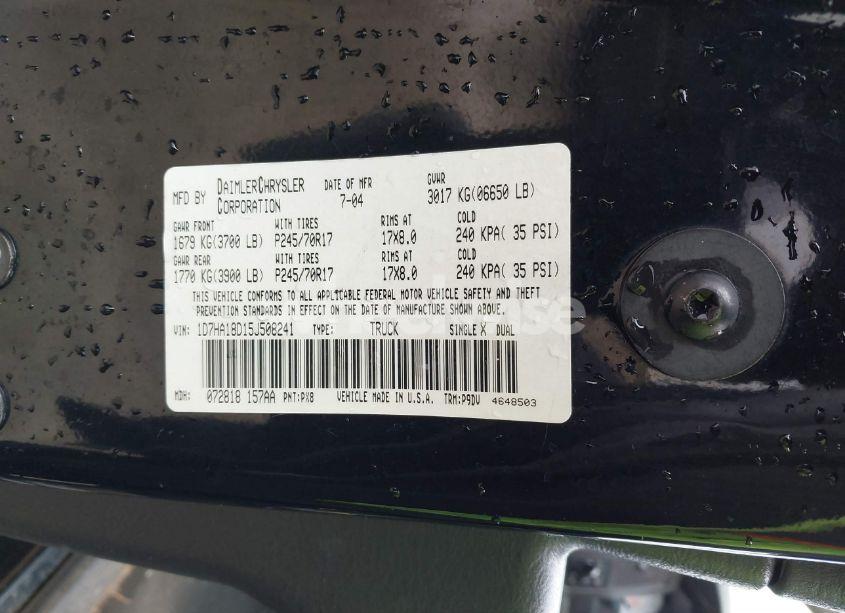 MFD BY DAIMLERCHRYSLER CORPORATION DATE OF MFR 7-04 GVWR 3017 KG(06650 LB)
GAWR FRONT WITH TIRES RIMS AT COLD
1679 KG(3700 LB) P245/70R17 17X8.0 240 KPA( 35 PSI)
GAWR REAR WITH TIRES RIMS AT COLD
1770 KG(3900 LB) P245/70R17 17X8.0 240 KPA( 35 PSI)
THIS VEHICLE CONFORMS TO ALL APPLICABLE FEDERAL MOTOR VEHICLE SAFETY AND THEFT
PREVENTION STANDARDS IN EFFECT ON THE DATE OF MANUFACTURE SHOWN ABOVE.
VIN: 1D7HA18D15J508241 TYPE: TRUCK SINGLE X DUAL
MDH: 072818 157AA PNT:PX8 VEHICLE MADE IN U.S.A. TRM:P9DV 4648503